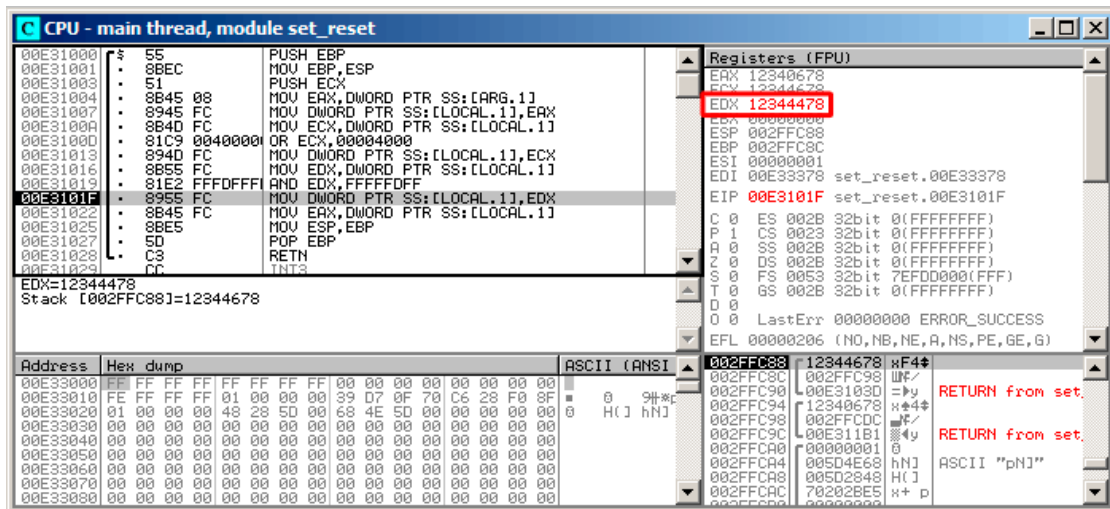 CPU - main thread, module set_reset
00E31000 $ 55 PUSH EBP
00E31001 . 8BEC MOV EBP,ESP
00E31003 . 51 PUSH ECX
00E31004 . 8B45 08 MOV EAX,DWORD PTR SS:[ARG.1]
00E31007 . 8945 FC MOV DWORD PTR SS:[LOCAL.1],EAX
00E3100A . 8B4D FC MOV ECX,DWORD PTR SS:[LOCAL.1]
00E3100D . 81C9 00400000 OR ECX,00004000
00E31013 . 894D FC MOV DWORD PTR SS:[LOCAL.1],ECX
00E31016 . 8B55 FC MOV EDX,DWORD PTR SS:[LOCAL.1]
00E31019 . 81E2 FFFDFFFF AND EDX,FFFFFDFF
00E3101F . 8955 FC MOV DWORD PTR SS:[LOCAL.1],EDX
00E31022 . 8B45 FC MOV EAX,DWORD PTR SS:[LOCAL.1]
00E31025 . 8BE5 MOV ESP,EBP
00E31027 . 5D POP EBP
00E31028 . C3 RETN
00E31029 CC INT3
EDX=12344478
Stack [002FFC88]=12344678
Registers (FPU)
EAX 12340678
ECX 12344678
EDX 12344478
EBX 00000000
ESP 002FFC88
EBP 002FFC8C
ESI 00000001
EDI 00E33378 set_reset.00E33378
EIP 00E3101F set_reset.00E3101F
C 0 ES 002B 32bit 0(FFFFFFFF)
P 1 CS 0023 32bit 0(FFFFFFFF)
A 0 SS 002B 32bit 0(FFFFFFFF)
Z 0 DS 002B 32bit 0(FFFFFFFF)
S 0 FS 0053 32bit 7EFDD000(FFF)
T 0 GS 002B 32bit 0(FFFFFFFF)
D 0
O 0 LastErr 00000000 ERROR_SUCCESS
EFL 00000206 (NO,NB,NE,A,NS,PE,GE,G)
Address Hex dump ASCII (ANSI
00E33000 FF FF FF FF FF FF FF FF 00 00 00 00 00 00 00 00
00E33010 FE FF FF FF 01 00 00 00 39 D7 0F 70 C6 28 F0 8F
00E33020 01 00 00 00 48 28 5D 00 68 4E 5D 00 00 00 00 00 H(] hN]
00E33030 00 00 00 00 00 00 00 00 00 00 00 00 00 00 00 00
00E33040 00 00 00 00 00 00 00 00 00 00 00 00 00 00 00 00
00E33050 00 00 00 00 00 00 00 00 00 00 00 00 00 00 00 00
00E33060 00 00 00 00 00 00 00 00 00 00 00 00 00 00 00 00
00E33070 00 00 00 00 00 00 00 00 00 00 00 00 00 00 00 00
00E33080 00 00 00 00 00 00 00 00 00 00 00 00 00 00 00 00
002FFC88 12344678 xF4↕
002FFC8C 002FFC98
002FFC90 00E3103D RETURN from set_
002FFC94 12340678 x♠4↕
002FFC98 002FFCDC
002FFC9C 00E311B1 RETURN from set_
002FFCA0 00000001
002FFCA4 005D4E68 hN] ASCII "pN]"
002FFCA8 005D2848 H(]
002FFCAC 70202BE5 x+ p